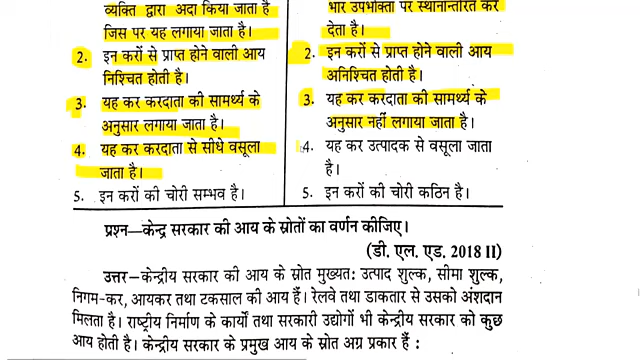 व्यक्ति द्वारा अदा किया जाता है
जिस पर यह लगाया जाता है।
2. इन करों से प्राप्त होने वाली आय
निश्चित होती है।
3. यह कर करदाता की सामर्थ्य के
अनुसार लगाया जाता है।
4. यह कर करदाता से सीधे वसूला
जाता है।
5. इन करों की चोरी सम्भव है।
भार उपभोक्ता पर स्थानान्तरित कर
देता है।
2. इन करों से प्राप्त होने वाली आय
अनिश्चित होती है।
3. यह कर करदाता की सामर्थ्य के
अनुसार नहीं लगाया जाता है।
4. यह कर उत्पादक से वसूला जाता
है।
5. इन करों की चोरी कठिन है।
प्रश्न—केन्द्र सरकार की आय के स्रोतों का वर्णन कीजिए।
(डी. एल. एड. 2018 II)
उत्तर—केन्द्रीय सरकार की आय के स्रोत मुख्यत: उत्पाद शुल्क, सीमा शुल्क,
निगम-कर, आयकर तथा टकसाल की आय हैं। रेलवे तथा डाकतार से उसको अंशदान
मिलता है। राष्ट्रीय निर्माण के कार्यों तथा सरकारी उद्योगों भी केन्द्रीय सरकार को कुछ
आय होती है। केन्द्रीय सरकार के प्रमुख आय के स्रोत अग्र प्रकार हैं :